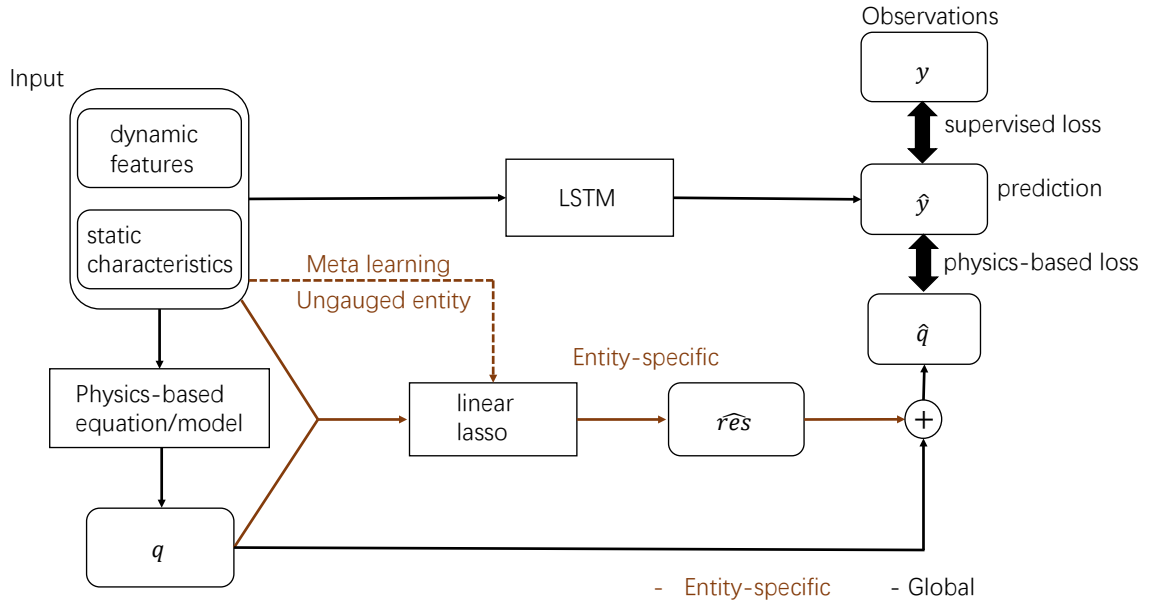 Observations
y
Input
supervised loss
dynamic
features
LSTM
ŷ
prediction
static
characteristics
Meta learning
Ungauged entity
physics-based loss
q̂
Entity-specific
Physics-based
equation/model
linear
lasso
r̂es
+
q
- Entity-specific - Global